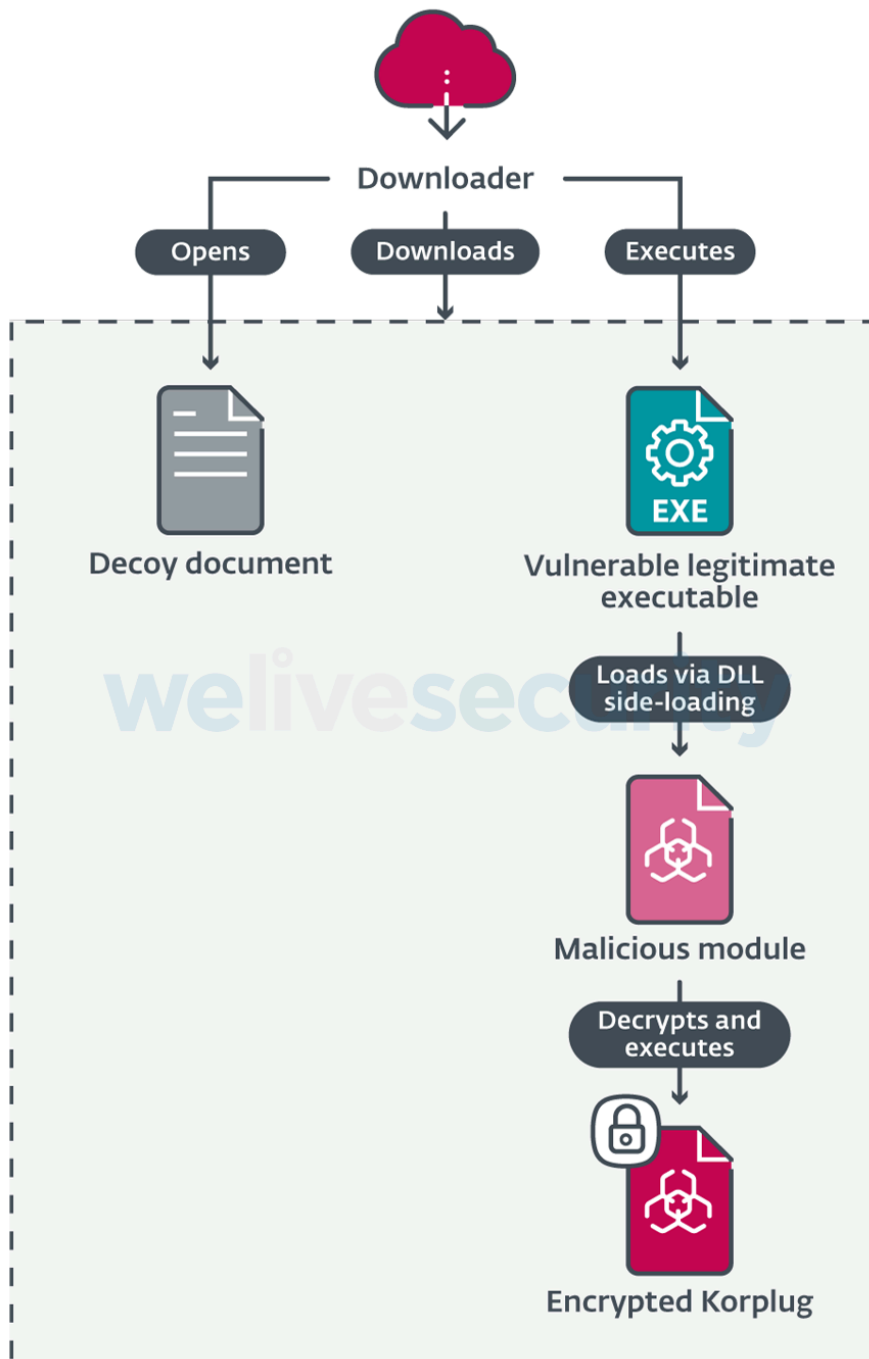 Downloader
Opens
Downloads
Executes
EXE
Decoy document
Vulnerable legitimate
executable
welivesecurity
Loads via DLL
side-loading
Malicious module
Decrypts and
executes
Encrypted Korplug